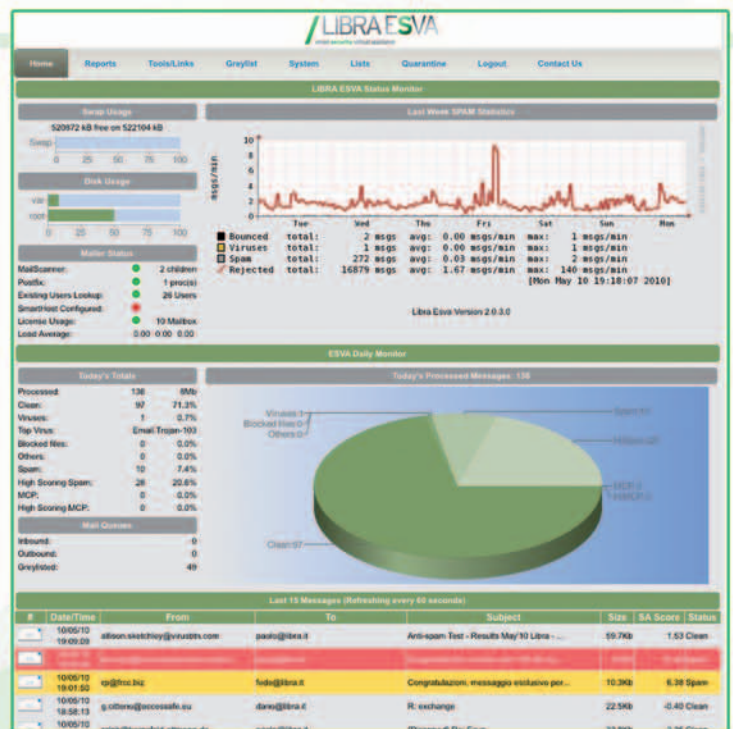 LIBRA ESVA
email security virtual appliance
Home Reports Tools/Links Greylist System Lists Quarantine Logout Contact Us
LIBRA ESVA Status Monitor
Swap Usage
520972 kB free on 522104 kB
Swap
0 25 50 75 100
Disk Usage
var
root
0 25 50 75 100
Mailer Status
MailScanner: 2 children
Postfix: 1 proc(s)
Existing Users Lookup: 26 Users
SmartHost Configured:
License Usage: 10 Mailbox
Load Average: 0.00 0.00 0.00
Last Week SPAM Statistics
msgs/min
10
8
6
4
2
0
Tue Wed Thu Fri Sat Sun Mon
Bounced total: 2 msgs avg: 0.00 msgs/min max: 1 msgs/min
Viruses total: 1 msgs avg: 0.00 msgs/min max: 1 msgs/min
Spam total: 272 msgs avg: 0.03 msgs/min max: 2 msgs/min
Rejected total: 16879 msgs avg: 1.67 msgs/min max: 140 msgs/min
[Mon May 10 19:18:07 2010]
Libra Esva Version 2.0.3.0
ESVA Daily Monitor
Today's Totals
Processed: 136 6Mb
Clean: 97 71.3%
Viruses: 1 0.7%
Top Virus: Email.Trojan-103
Blocked files: 0 0.0%
Others: 0 0.0%
Spam: 10 7.4%
High Scoring Spam: 28 20.6%
MCP: 0 0.0%
High Scoring MCP: 0 0.0%
Mail Queues
Inbound: 0
Outbound: 0
Greylisted: 49
Today's Processed Messages: 136
Viruses:1
Blocked files:0
Others:0
Spam:10
MCP:0
Clean:97
Last 15 Messages (Refreshing every 60 seconds)
# Date/Time From To Subject Size SA Score Status
10/05/10 19:09:09 allison.sketchley@virusbtn.com paolo@libra.it Anti-spam Test - Results May'10 Libra - ... 59.7Kb 1.53 Clean
10/05/10 19:01:50 fede@libra.it Congratulazioni, messaggio esclusivo per... 10.3Kb 6.38 Spam
10/05/10 18:58:13 dario@libra.it R: exchange 22.5Kb -0.40 Clean
10/05/10